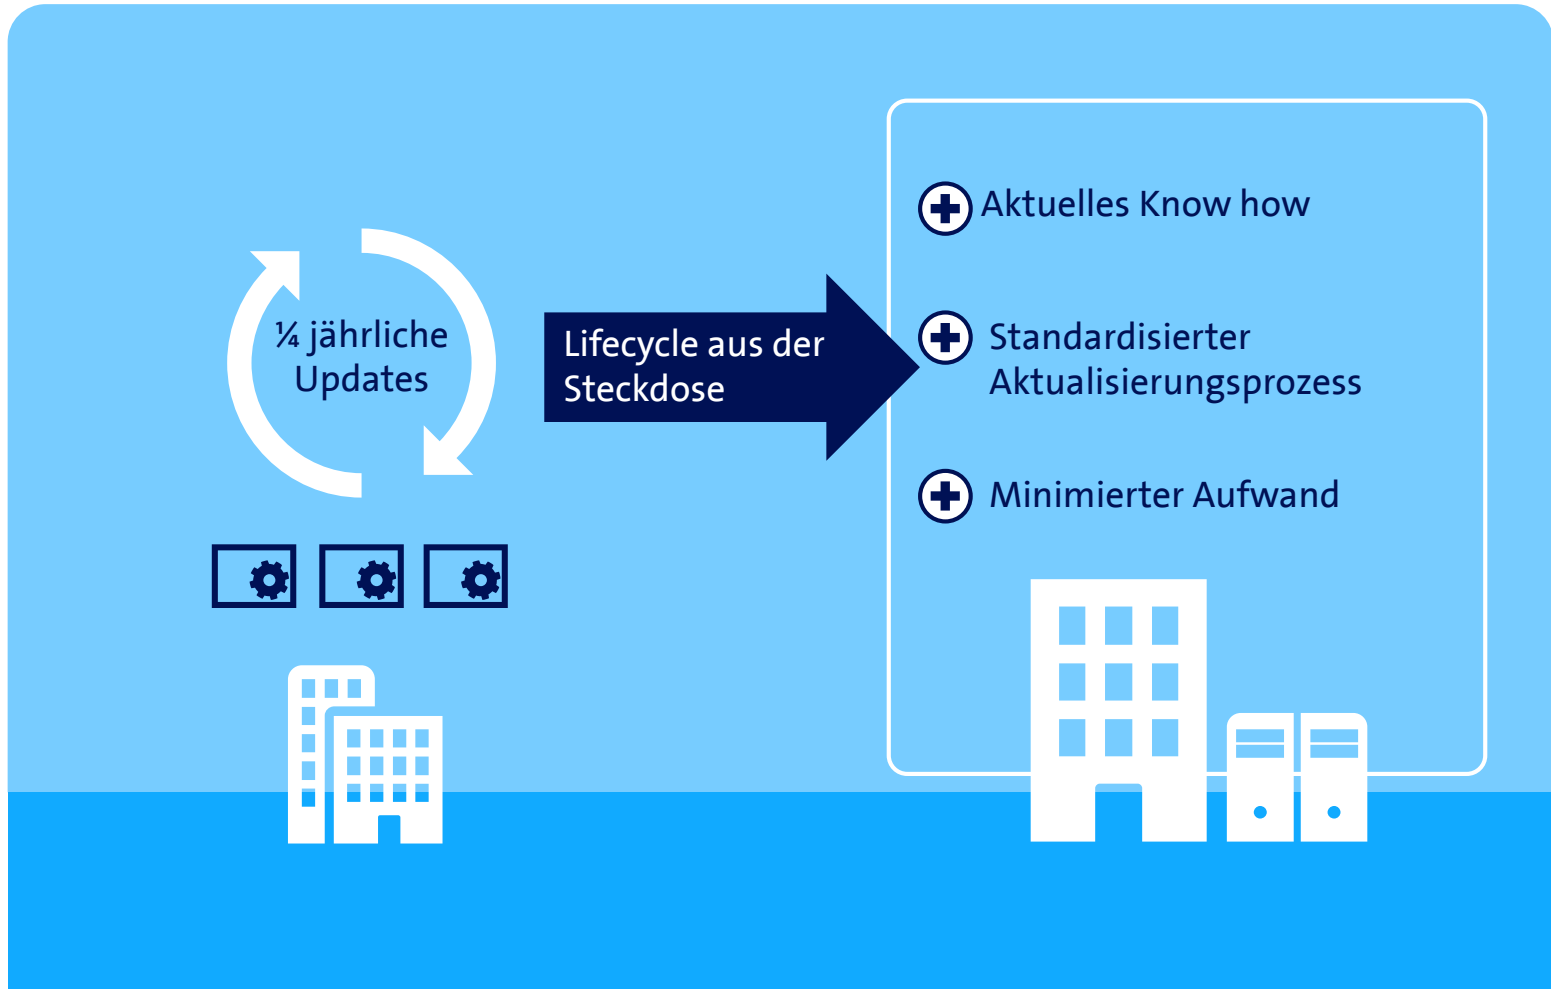 ¼ jährliche
Updates
Lifecycle aus der
Steckdose
Aktuelles Know how
Standardisierter
Aktualisierungsprozess
Minimierter Aufwand